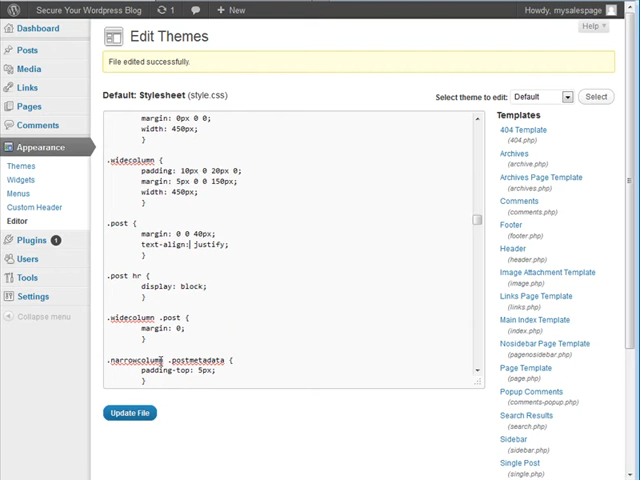 Secure Your Wordpress Blog 1 + New Howdy, mysalespage
Dashboard
Posts
Media
Links
Pages
Comments
Appearance
Themes
Widgets
Menus
Custom Header
Editor
Plugins 1
Users
Tools
Settings
Collapse menu
Help
Edit Themes
File edited successfully.
Default: Stylesheet (style.css)
Select theme to edit: Default Select
margin: 0px 0 0;
width: 450px;
}
.widecolumn {
padding: 10px 0 20px 0;
margin: 5px 0 0 150px;
width: 450px;
}
.post {
margin: 0 0 40px;
text-align: justify;
}
.post hr {
display: block;
}
.widecolumn .post {
margin: 0;
}
.narrowcolumn .postmetadata {
padding-top: 5px;
}
Update File
Templates
404 Template
(404.php)
Archives
(archive.php)
Archives Page Template
(archives.php)
Comments
(comments.php)
Footer
(footer.php)
Header
(header.php)
Image Attachment Template
(image.php)
Links Page Template
(links.php)
Main Index Template
(index.php)
Nosidebar Page Template
(pagenosidebar.php)
Page Template
(page.php)
Popup Comments
(comments-popup.php)
Search Results
(search.php)
Sidebar
(sidebar.php)
Single Post
(single.php)